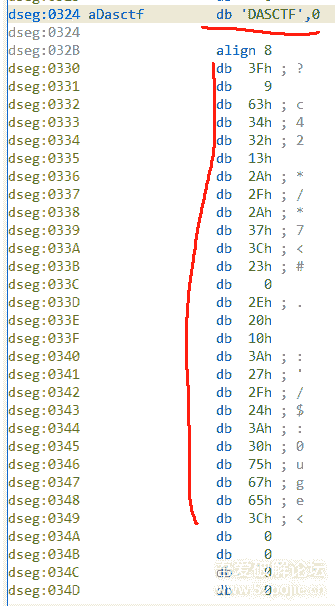 dseg:0324 aDasctf db 'DASCTF',0
dseg:0324
dseg:032B align 8
dseg:0330 db 3Fh ; ?
dseg:0331 db 9
dseg:0332 db 63h ; c
dseg:0333 db 34h ; 4
dseg:0334 db 32h ; 2
dseg:0335 db 13h
dseg:0336 db 2Ah ; *
dseg:0337 db 2Fh ; /
dseg:0338 db 2Ah ; *
dseg:0339 db 37h ; 7
dseg:033A db 3Ch ; <
dseg:033B db 23h ; #
dseg:033C db 0
dseg:033D db 2Eh ; .
dseg:033E db 20h
dseg:033F db 10h
dseg:0340 db 3Ah ; :
dseg:0341 db 27h ; '
dseg:0342 db 2Fh ; /
dseg:0343 db 24h ; $
dseg:0344 db 3Ah ; :
dseg:0345 db 30h ; 0
dseg:0346 db 75h ; u
dseg:0347 db 67h ; g
dseg:0348 db 65h ; e
dseg:0349 db 3Ch ; <
dseg:034A db 0
dseg:034B db 0
dseg:034C db 0
dseg:034D db 0